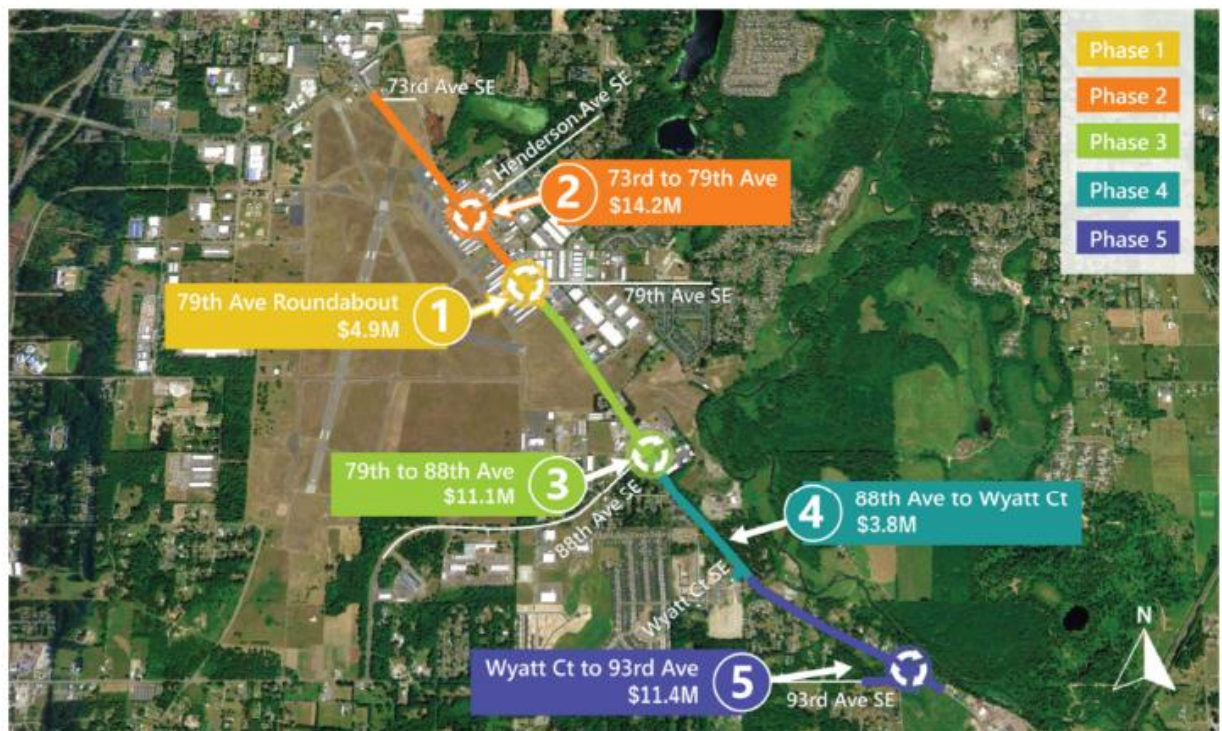 Phase 1
Phase 2
Phase 3
Phase 4
Phase 5
73rd Ave SE
Henderson Ave SE
2
73rd to 79th Ave
$14.2M
79th Ave SE
79th Ave Roundabout
$4.9M
1
79th to 88th Ave
$11.1M
3
88th Ave SE
4
88th Ave to Wyatt Ct
$3.8M
Wyatt Ct SE
Wyatt Ct to 93rd Ave
$11.4M
5
93rd Ave SE
N